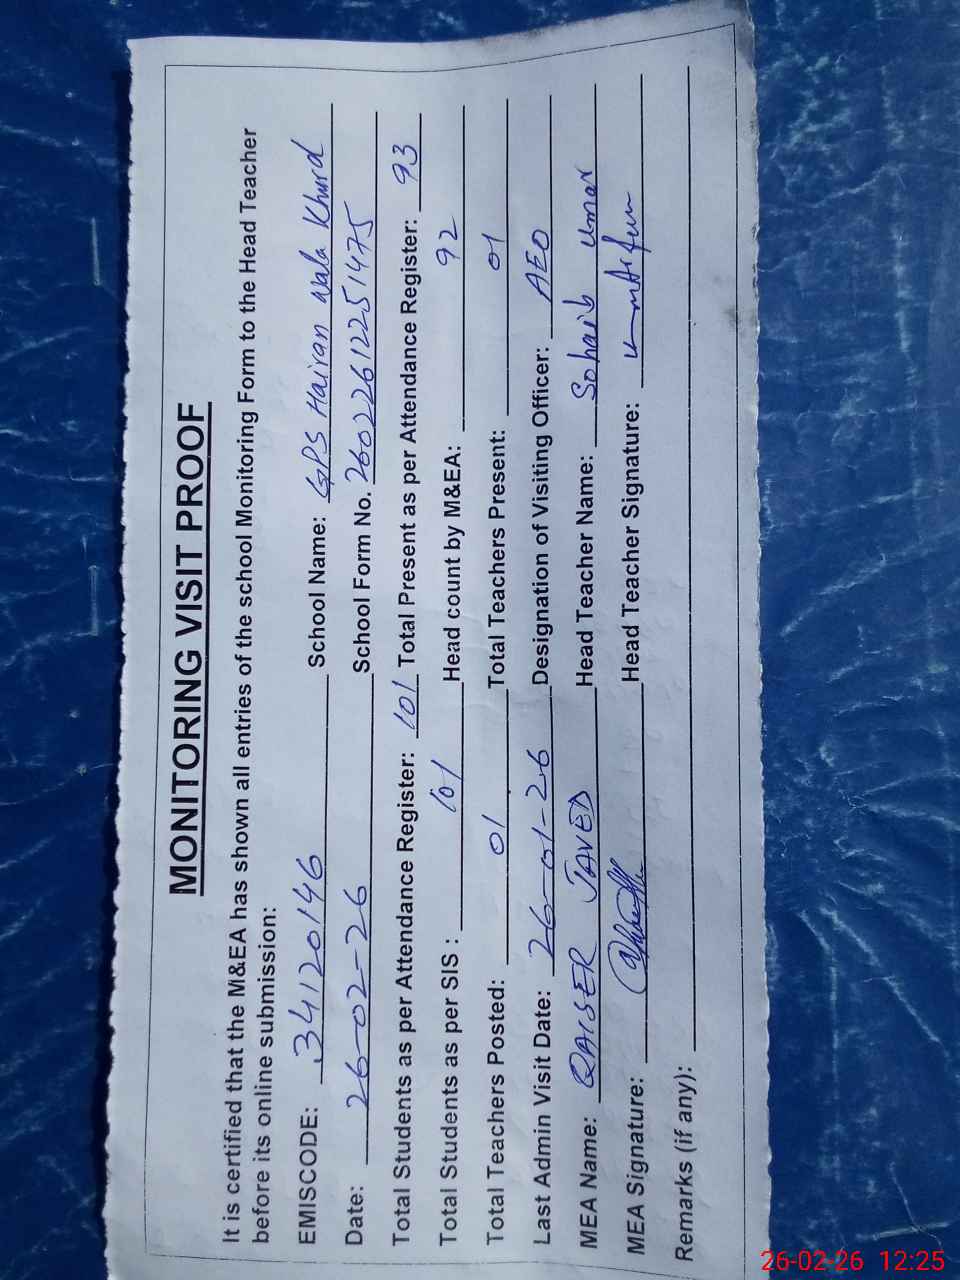 MONITORING VISIT PROOF
It is certified that the M&EA has shown all entries of the school Monitoring Form to the Head Teacher
before its online submission:
EMISCODE: 34120146 School Name: GPS Hairan Wala Khurd
Date: 26-02-26 School Form No. 26022612251475
Total Students as per Attendance Register: 101 Total Present as per Attendance Register: 93
Total Students as per SIS : 101 Head count by M&EA: 92
Total Teachers Posted: 01 Total Teachers Present: 01
Last Admin Visit Date: 26-01-26 Designation of Visiting Officer: AEO
MEA Name: QAISER JAVED Head Teacher Name: Sohaib Umar
MEA Signature: Head Teacher Signature:
Remarks (if any):
26-02-26 12:25